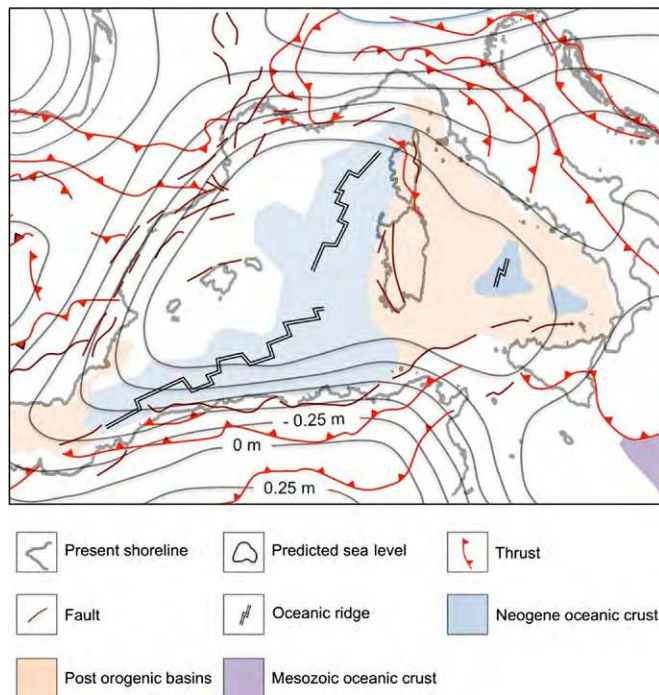 - 0.25 m
0 m
0.25 m
Present shoreline
Predicted sea level
Thrust
Fault
Oceanic ridge
Neogene oceanic crust
Post orogenic basins
Mesozoic oceanic crust